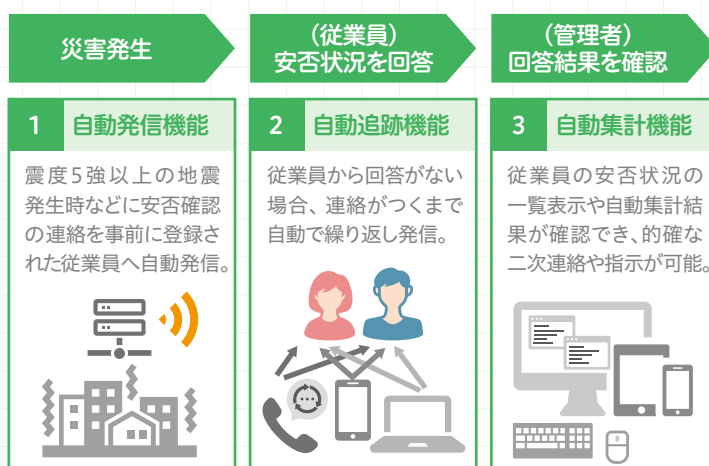 災害発生
（従業員）
安否状況を回答
（管理者）
回答結果を確認
1 自動発信機能
震度5強以上の地震
発生時などに安否確認
の連絡を事前に登録さ
れた従業員へ自動発信。
2 自動追跡機能
従業員から回答がない
場合、連絡がつくまで
自動で繰り返し発信。
3 自動集計機能
従業員の安否状況の
一覧表示や自動集計結
果が確認でき、的確な
二次連絡や指示が可能。